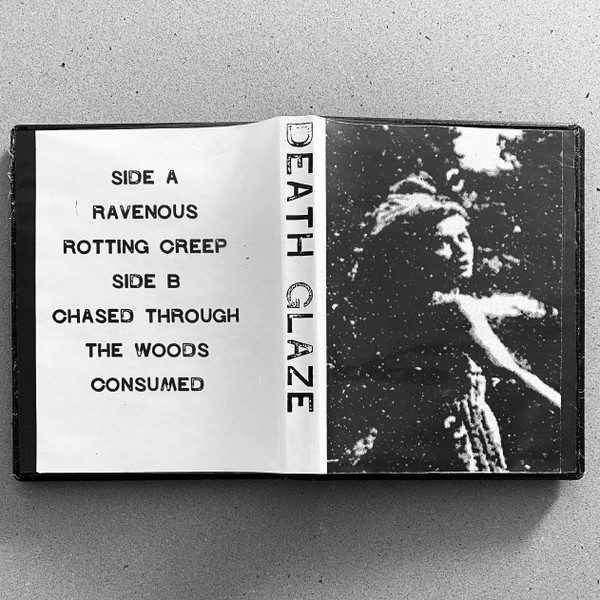 SIDE A
RAVENOUS
ROTTING CREEP
SIDE B
CHASED THROUGH
THE WOODS
CONSUMED
DEATH GLAZE